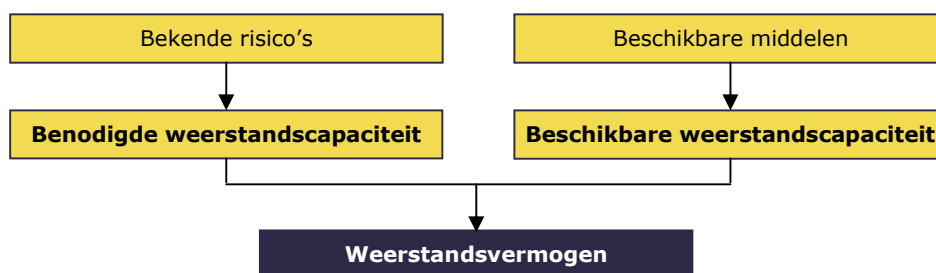 Bekende risico’s
Beschikbare middelen
Benodigde weerstandscapaciteit
Beschikbare weerstandscapaciteit
Weerstandsvermogen